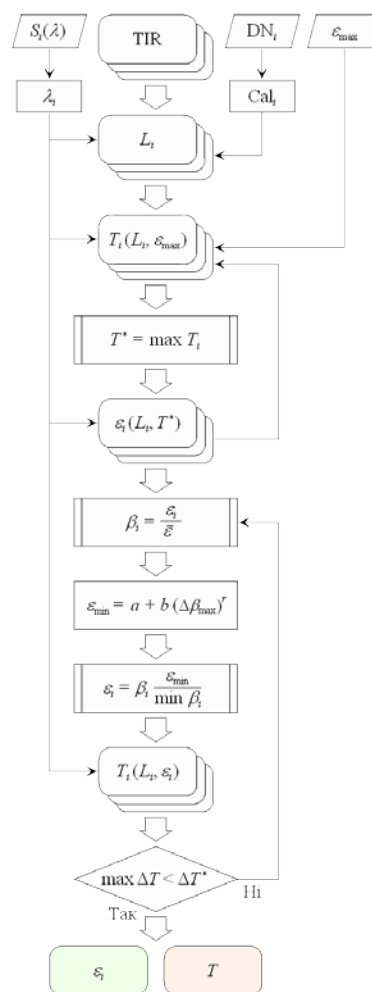 Sᵢ(λ) TIR DNᵢ εmax
λᵢ Calᵢ
Lᵢ
Tᵢ(Lᵢ, εmax)
T* = max Tᵢ
εᵢ(Lᵢ, T*)
βᵢ = εᵢ / ε̄
εmin = a + b (Δβmax)ʳ
εᵢ = βᵢ εmin / min βᵢ
Tᵢ(Lᵢ, εᵢ)
max ΔT < ΔT*
Ні
Так
εᵢ T